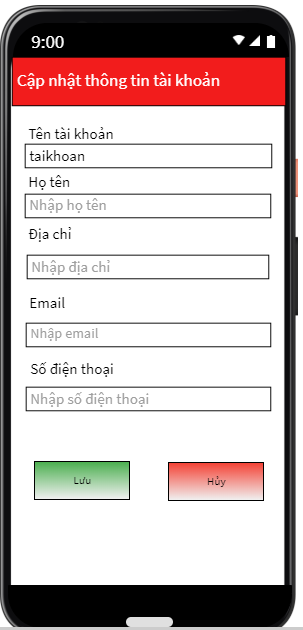 9:00
Cập nhật thông tin tài khoản
Tên tài khoản
taikhoan
Họ tên
Nhập họ tên
Địa chỉ
Nhập địa chỉ
Email
Nhập email
Số điện thoại
Nhập số điện thoại
Lưu
Hủy